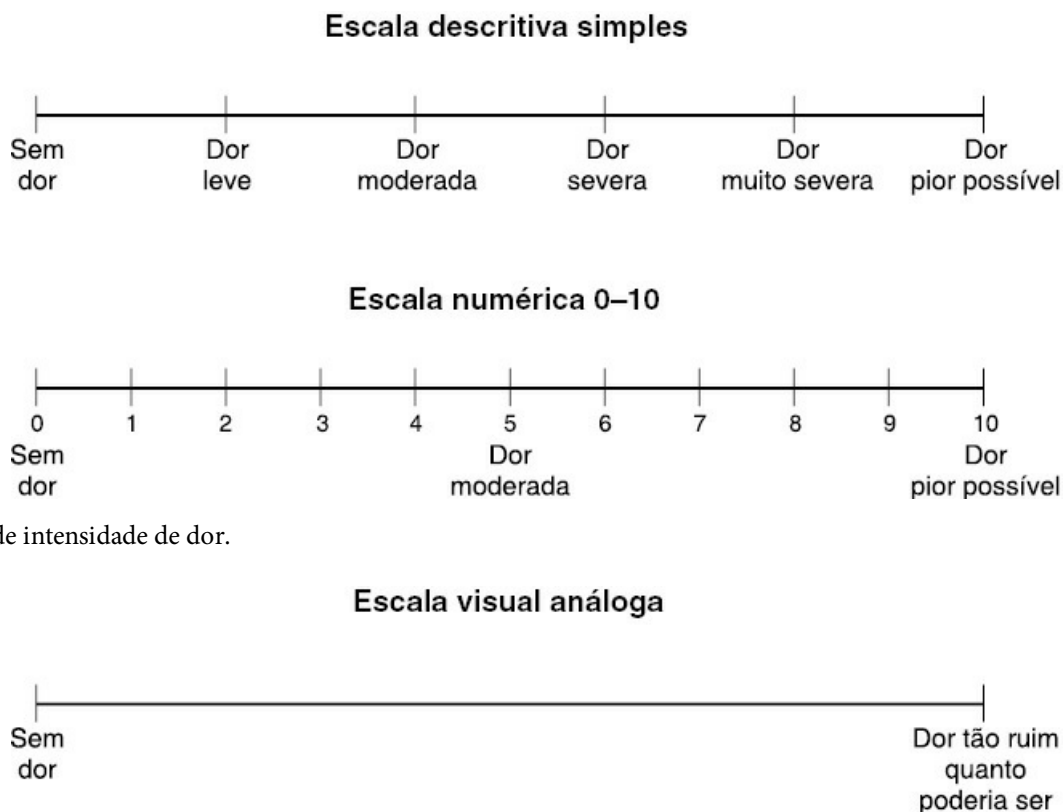 Escala descritiva simples
Sem dor
Dor leve
Dor moderada
Dor severa
Dor muito severa
Dor pior possível
Escala numérica 0–10
0 1 2 3 4 5 6 7 8 9 10
Sem dor
Dor moderada
Dor pior possível
de intensidade de dor.
Escala visual análoga
Sem dor
Dor tão ruim quanto poderia ser